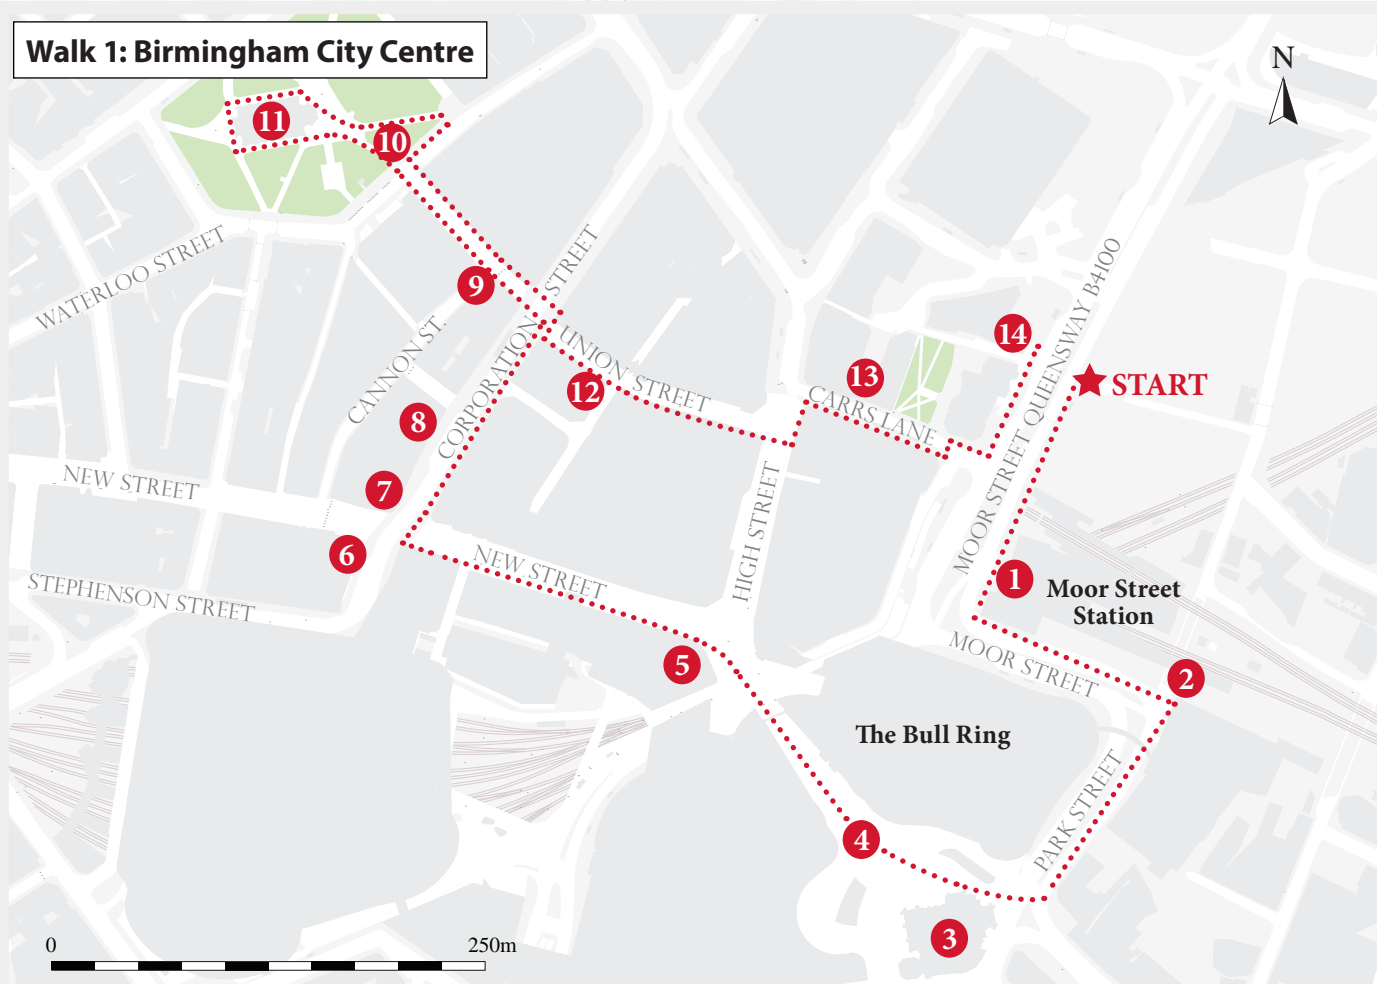 Walk 1: Birmingham City Centre
N
11
10
WATERLOO STREET
9
CANNON ST.
CORPORATION STREET
UNION STREET
12
8
7
6
NEW STREET
STEPHENSON STREET
NEW STREET
HIGH STREET
13
CARRS LANE
14
MOOR STREET QUEENSWAY B4100
START
1
Moor Street
Station
MOOR STREET
2
5
The Bull Ring
PARK STREET
4
3
0
250m